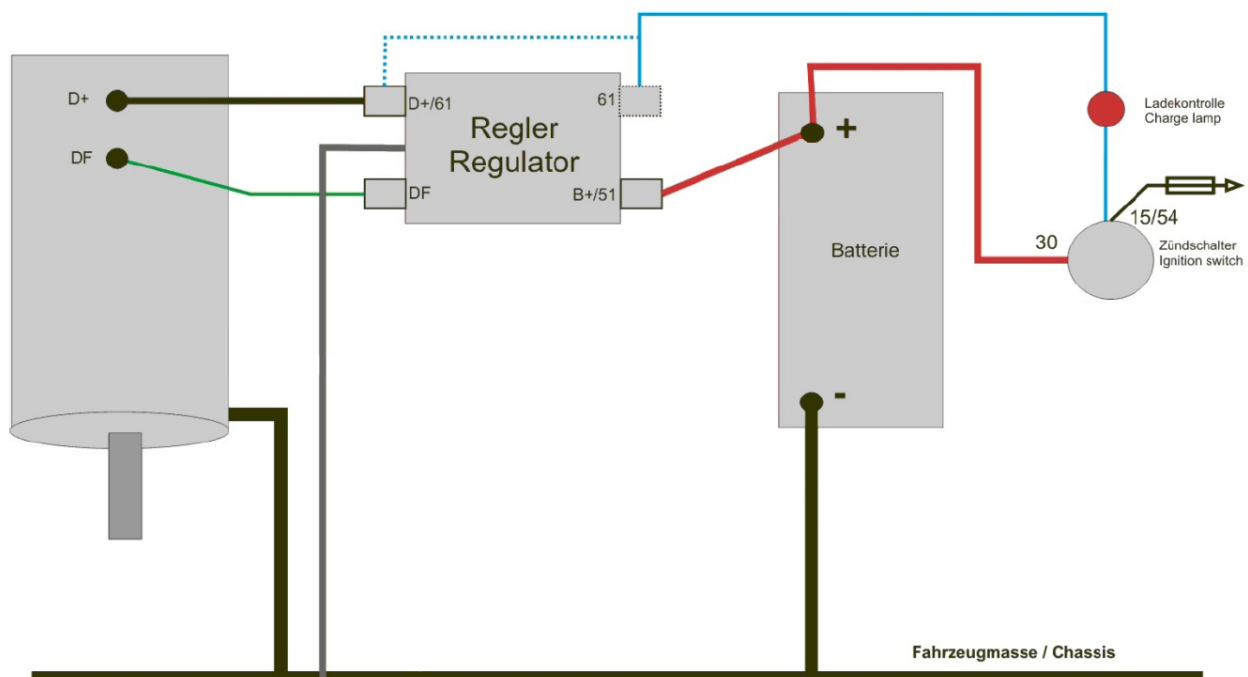 D+
DF
D+/61
61
Regler
Regulator
DF
B+/51
+
Batterie
-
Ladekontrolle
Charge lamp
15/54
30
Zündschalter
Ignition switch
Fahrzeugmasse / Chassis